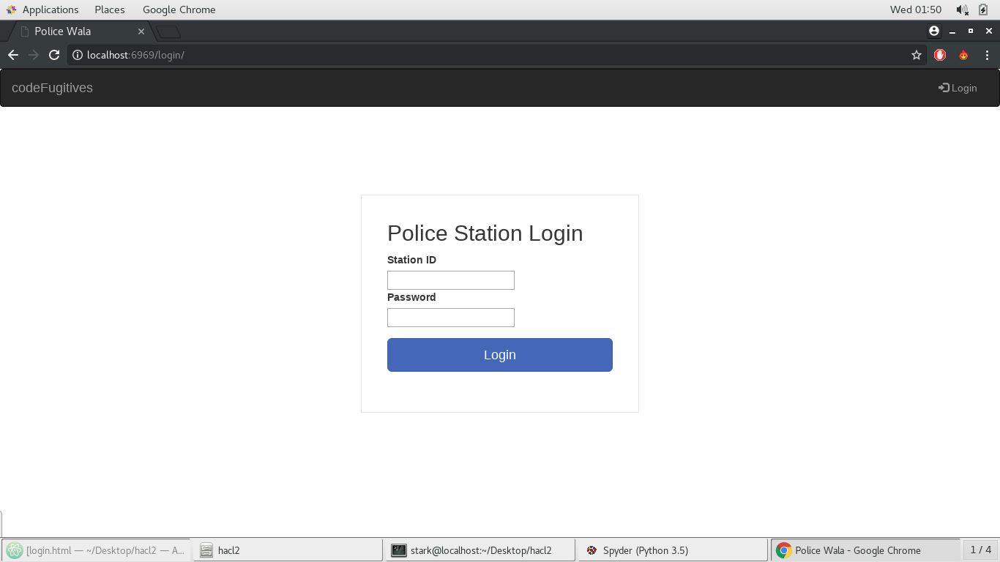 Applications Places Google Chrome Wed 01:50
Police Wala
localhost:6969/login/
codeFugitives Login
Police Station Login
Station ID
Password
Login
[login.html — ~/Desktop/hacl2 — A... hacl2 stark@localhost:~/Desktop/hacl2 Spyder (Python 3.5) Police Wala - Google Chrome 1 / 4